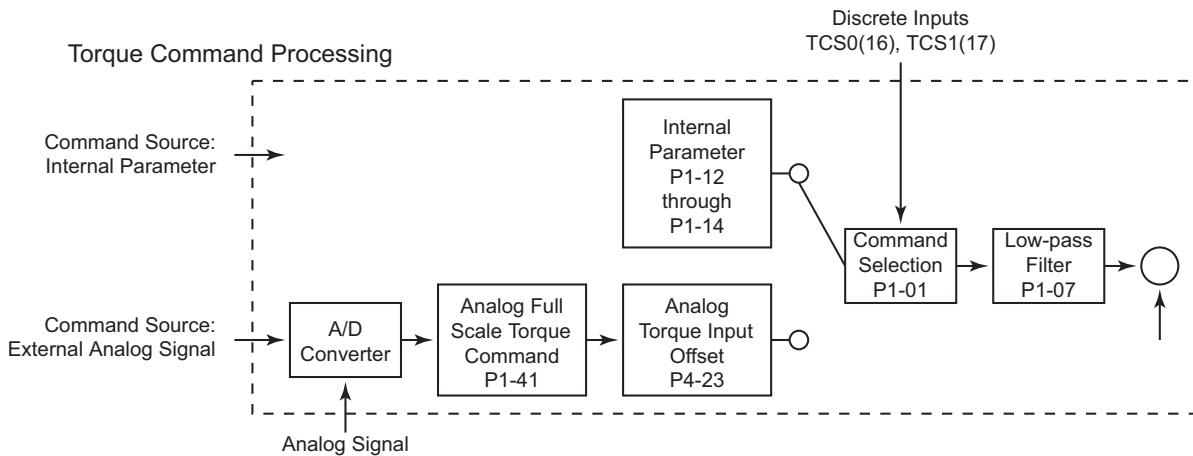 Discrete Inputs
TCS0(16), TCS1(17)
Torque Command Processing
Command Source:
Internal Parameter
Internal
Parameter
P1-12
through
P1-14
Command
Selection
P1-01
Low-pass
Filter
P1-07
Command Source:
External Analog Signal
A/D
Converter
Analog Full
Scale Torque
Command
P1-41
Analog
Torque Input
Offset
P4-23
Analog Signal